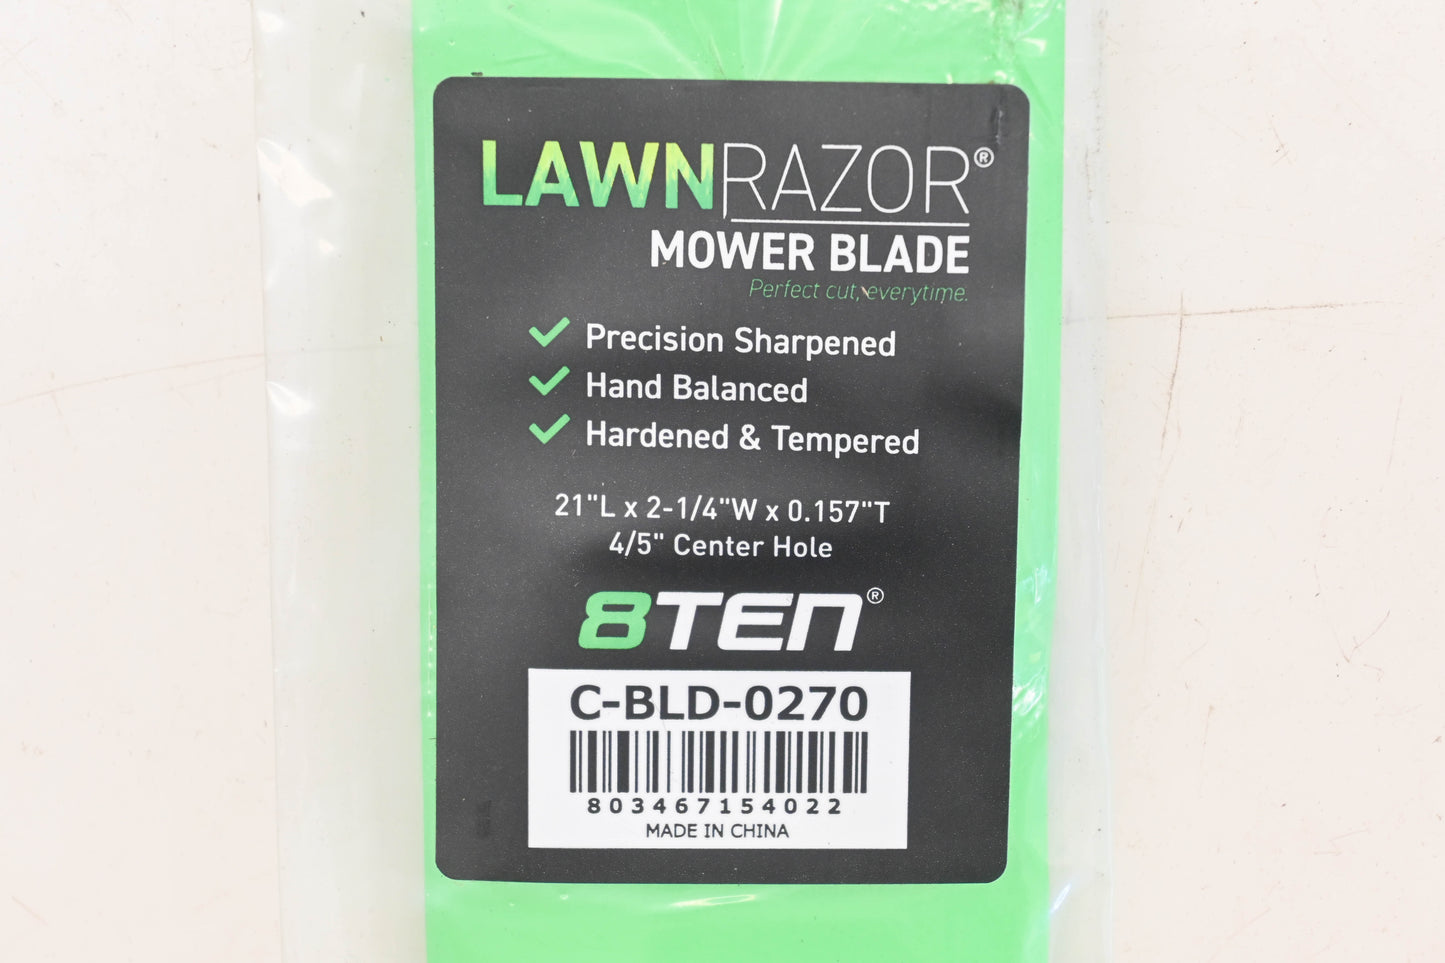 LAWNRAZOR®
MOWER BLADE
Perfect cut, everytime.
Precision Sharpened
Hand Balanced
Hardened & Tempered
21"L x 2-1/4"W x 0.157"T
4/5" Center Hole
8TEN®
C-BLD-0270
803467154022
MADE IN CHINA